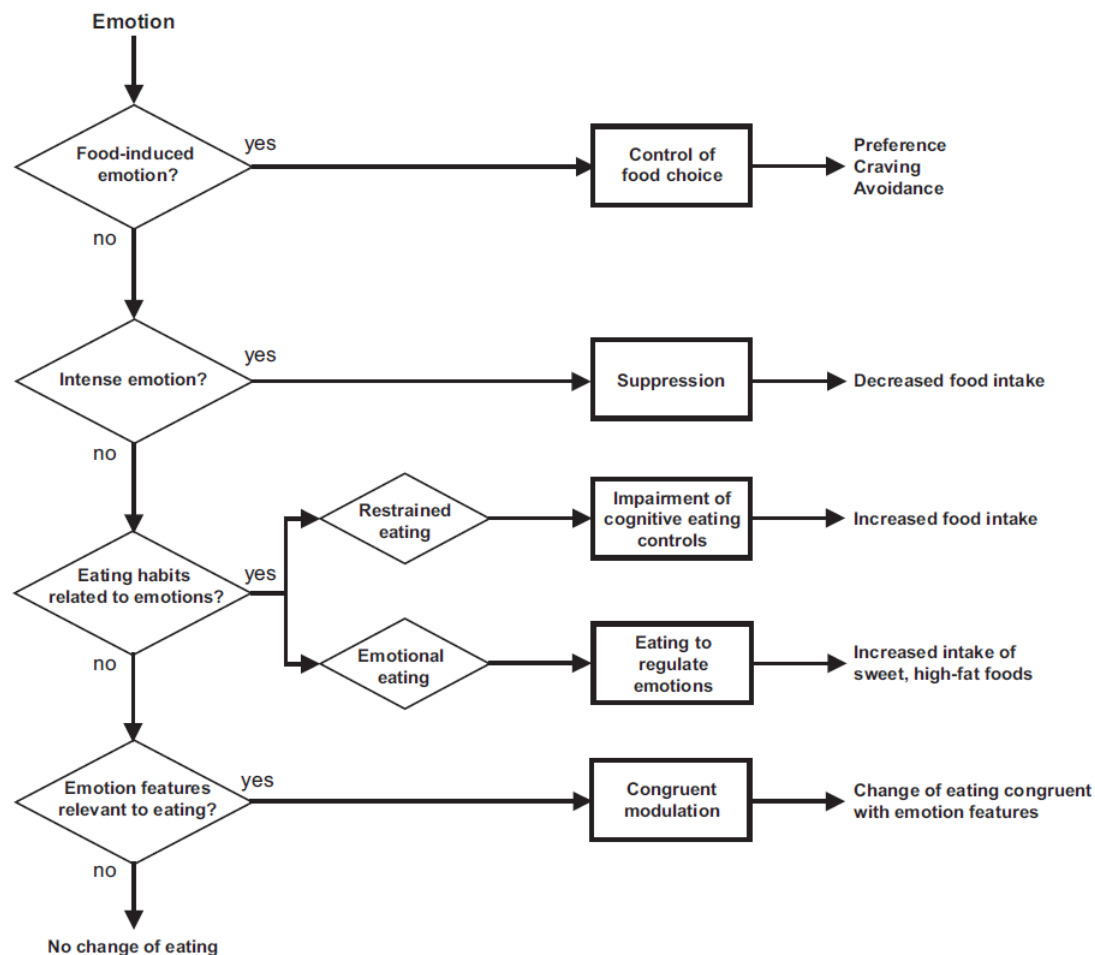 Emotion
Food-induced
emotion?
yes
Control of
food choice
Preference
Craving
Avoidance
no
Intense emotion?
yes
Suppression
Decreased food intake
no
Restrained
eating
Impairment of
cognitive eating
controls
Increased food intake
Eating habits
related to emotions?
yes
Emotional
eating
Eating to
regulate
emotions
Increased intake of
sweet, high-fat foods
no
Emotion features
relevant to eating?
yes
Congruent
modulation
Change of eating congruent
with emotion features
no
No change of eating